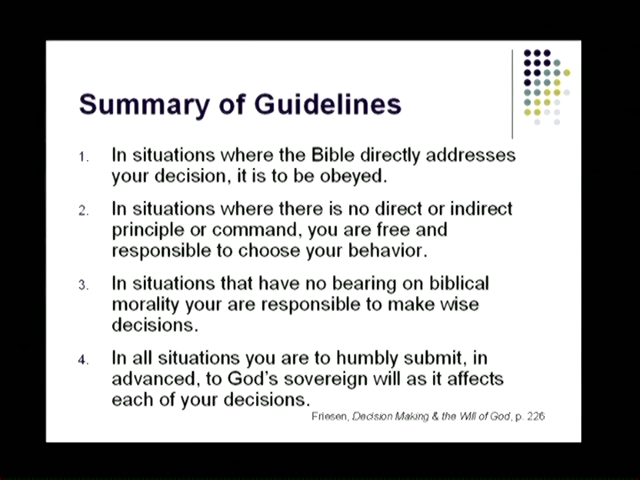 Summary of Guidelines
1. In situations where the Bible directly addresses
your decision, it is to be obeyed.
2. In situations where there is no direct or indirect
principle or command, you are free and
responsible to choose your behavior.
3. In situations that have no bearing on biblical
morality your are responsible to make wise
decisions.
4. In all situations you are to humbly submit, in
advanced, to God's sovereign will as it affects
each of your decisions.
Friesen, Decision Making & the Will of God, p. 226